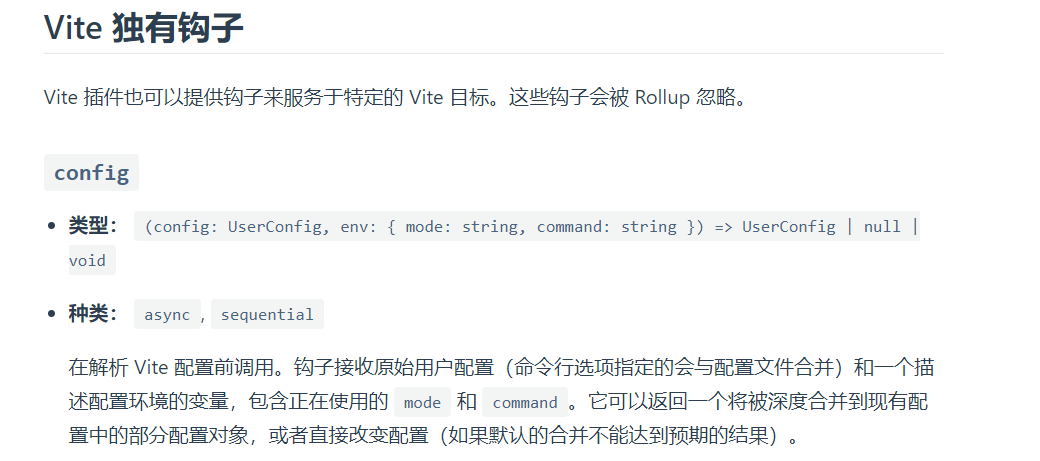 Vite 独有钩子
Vite 插件也可以提供钩子来服务于特定的 Vite 目标。这些钩子会被 Rollup 忽略。
config
类型： (config: UserConfig, env: { mode: string, command: string }) => UserConfig | null |
void
种类： async, sequential
在解析 Vite 配置前调用。钩子接收原始用户配置（命令行选项指定的会与配置文件合并）和一个描
述配置环境的变量，包含正在使用的 mode 和 command。它可以返回一个将被深度合并到现有配
置中的部分配置对象，或者直接改变配置（如果默认的合并不能达到预期的结果）。